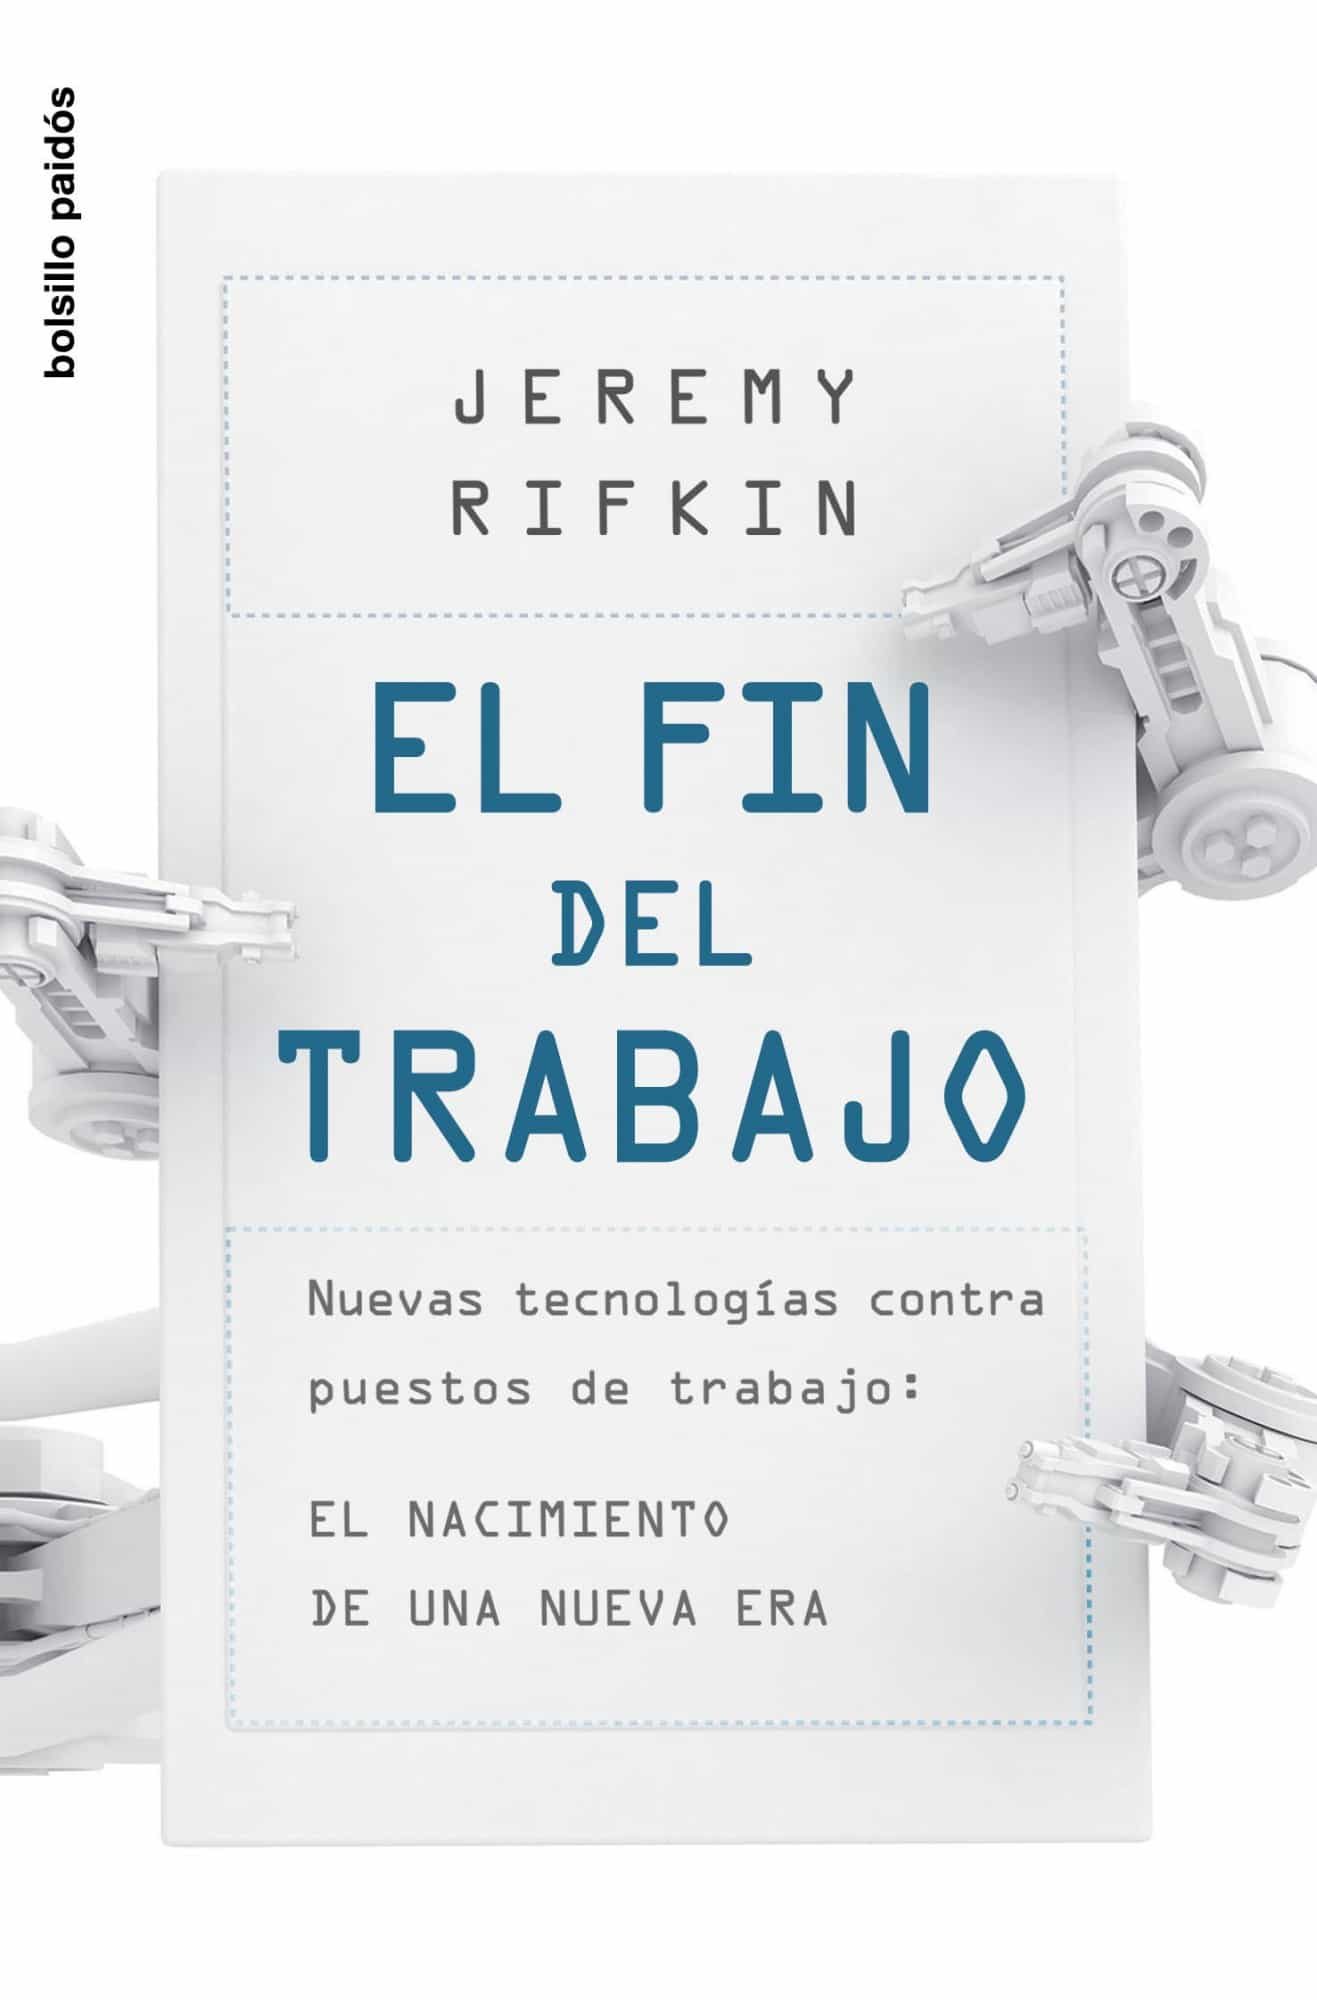 bolsillo paidós
JEREMY
RIFKIN
EL FIN
DEL
TRABAJO
Nuevas tecnologías contra
puestos de trabajo:
EL NACIMIENTO
DE UNA NUEVA ERA